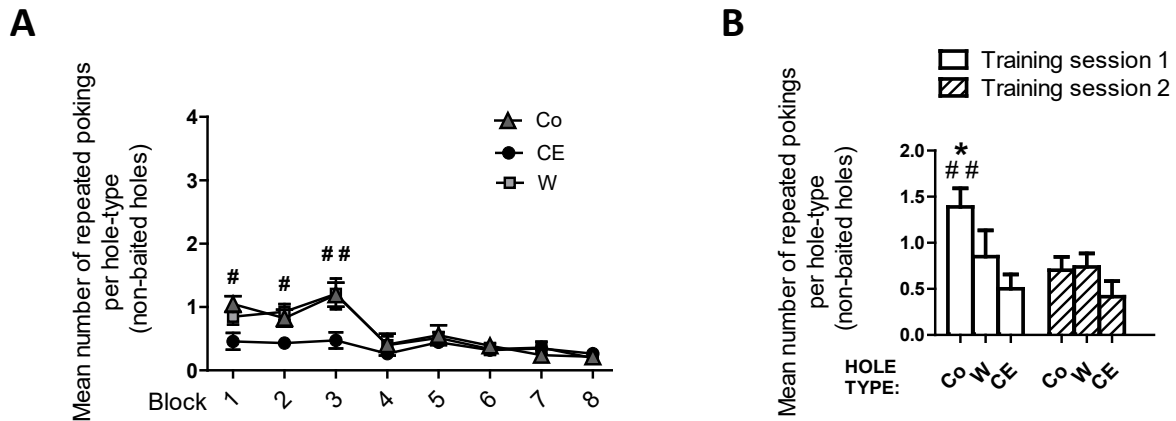 A
Mean number of repeated pokings
per hole-type
(non-baited holes)
4
3
2
1
0
Co
CE
W
#
#
# #
Block
1
2
3
4
5
6
7
8
B
Training session 1
Training session 2
Mean number of repeated pokings
per hole-type
(non-baited holes)
2.0
1.5
1.0
0.5
0.0
*
# #
HOLE
TYPE:
Co
W
CE
Co
W
CE